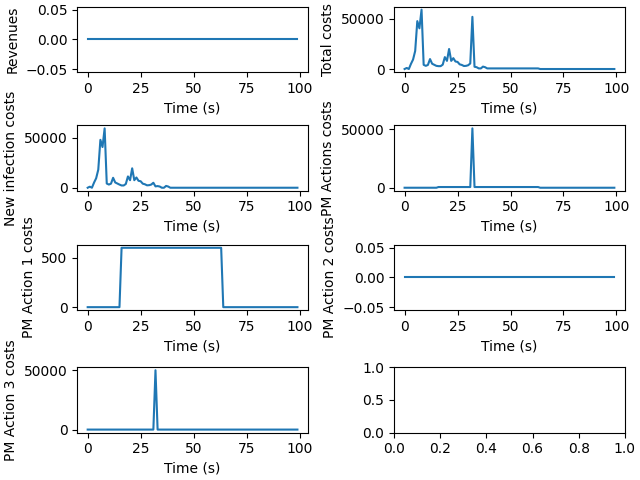 Revenues
0.05
0.00
−0.05
0 25 50 75 100
Time (s)
Total costs
50000
0
0 25 50 75 100
Time (s)
New infection costs
50000
0
0 25 50 75 100
Time (s)
PM Actions costs
50000
0
0 25 50 75 100
Time (s)
PM Action 1 costs
500
0
0 25 50 75 100
Time (s)
PM Action 2 costs
0.05
0.00
−0.05
0 25 50 75 100
Time (s)
PM Action 3 costs
50000
0
0 25 50 75 100
Time (s)
1.0
0.5
0.0
0.0 0.2 0.4 0.6 0.8 1.0